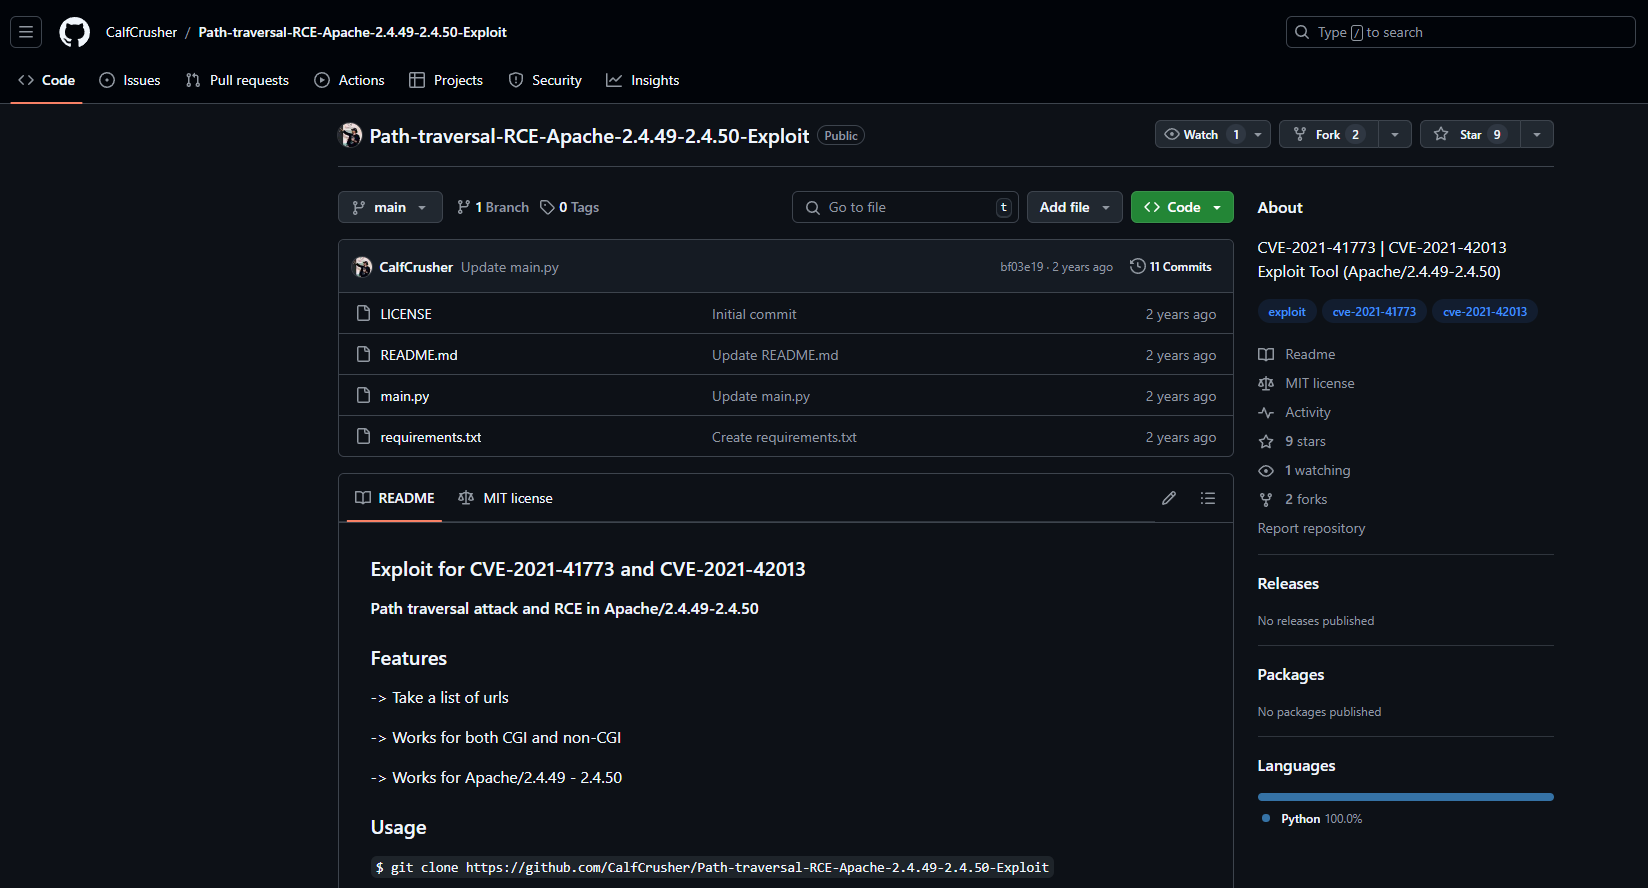 CalfCrusher / Path-traversal-RCE-Apache-2.4.49-2.4.50-Exploit
Type / to search
Code Issues Pull requests Actions Projects Security Insights
Path-traversal-RCE-Apache-2.4.49-2.4.50-Exploit Public
Watch 1 Fork 2 Star 9
main 1 Branch 0 Tags Go to file t Add file Code
CalfCrusher Update main.py bf03e19 · 2 years ago 11 Commits
LICENSE Initial commit 2 years ago
README.md Update README.md 2 years ago
main.py Update main.py 2 years ago
requirements.txt Create requirements.txt 2 years ago
README MIT license
Exploit for CVE-2021-41773 and CVE-2021-42013
Path traversal attack and RCE in Apache/2.4.49-2.4.50
Features
-> Take a list of urls
-> Works for both CGI and non-CGI
-> Works for Apache/2.4.49 - 2.4.50
Usage
$ git clone https://github.com/CalfCrusher/Path-traversal-RCE-Apache-2.4.49-2.4.50-Exploit
About
CVE-2021-41773 | CVE-2021-42013
Exploit Tool (Apache/2.4.49-2.4.50)
exploit cve-2021-41773 cve-2021-42013
Readme
MIT license
Activity
9 stars
1 watching
2 forks
Report repository
Releases
No releases published
Packages
No packages published
Languages
Python 100.0%